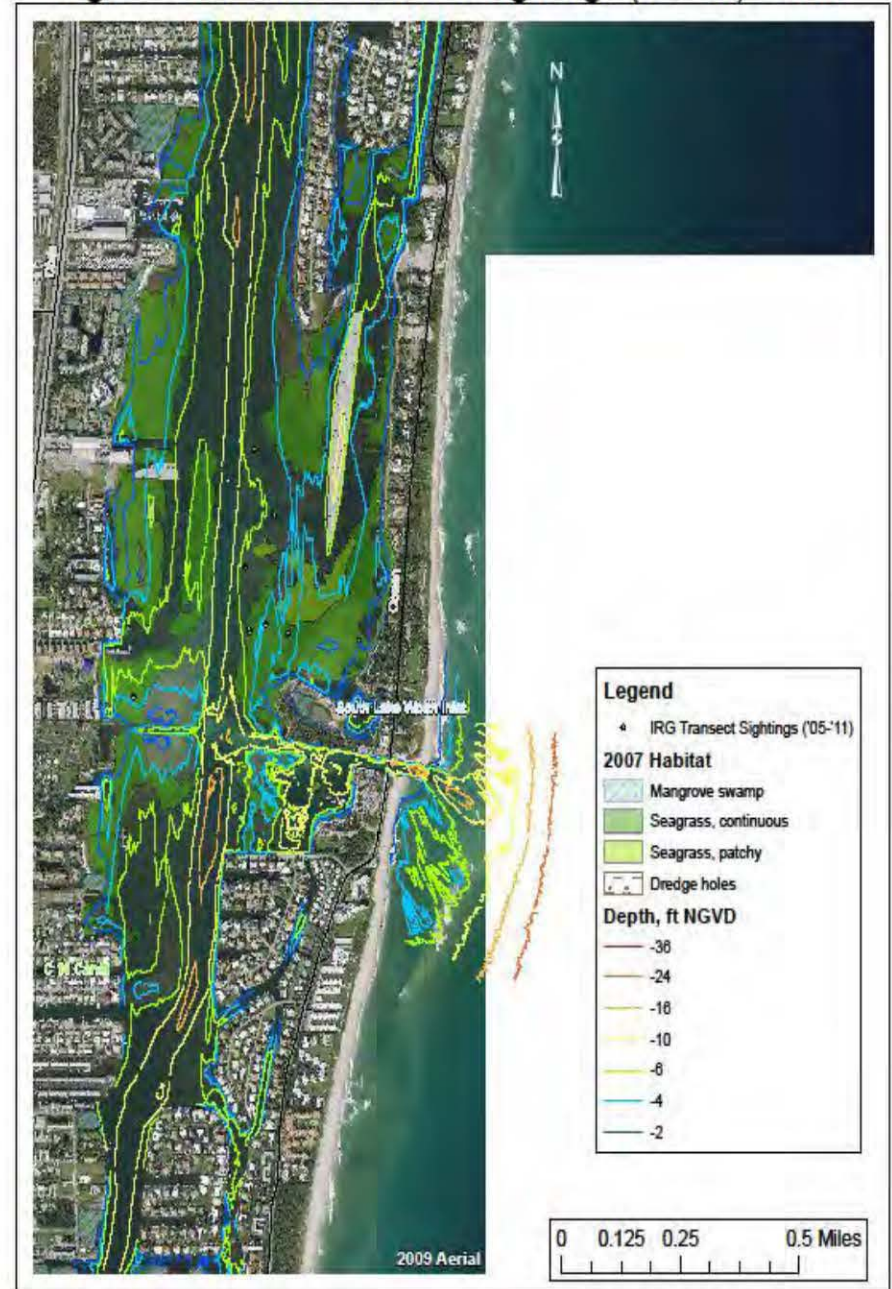 N
South Lake Worth Inlet
Legend
IRG Transect Sightings ('05-'11)
2007 Habitat
Mangrove swamp
Seagrass, continuous
Seagrass, patchy
Dredge holes
Depth, ft NGVD
-36
-24
-16
-10
-6
-4
-2
2009 Aerial
0 0.125 0.25 0.5 Miles